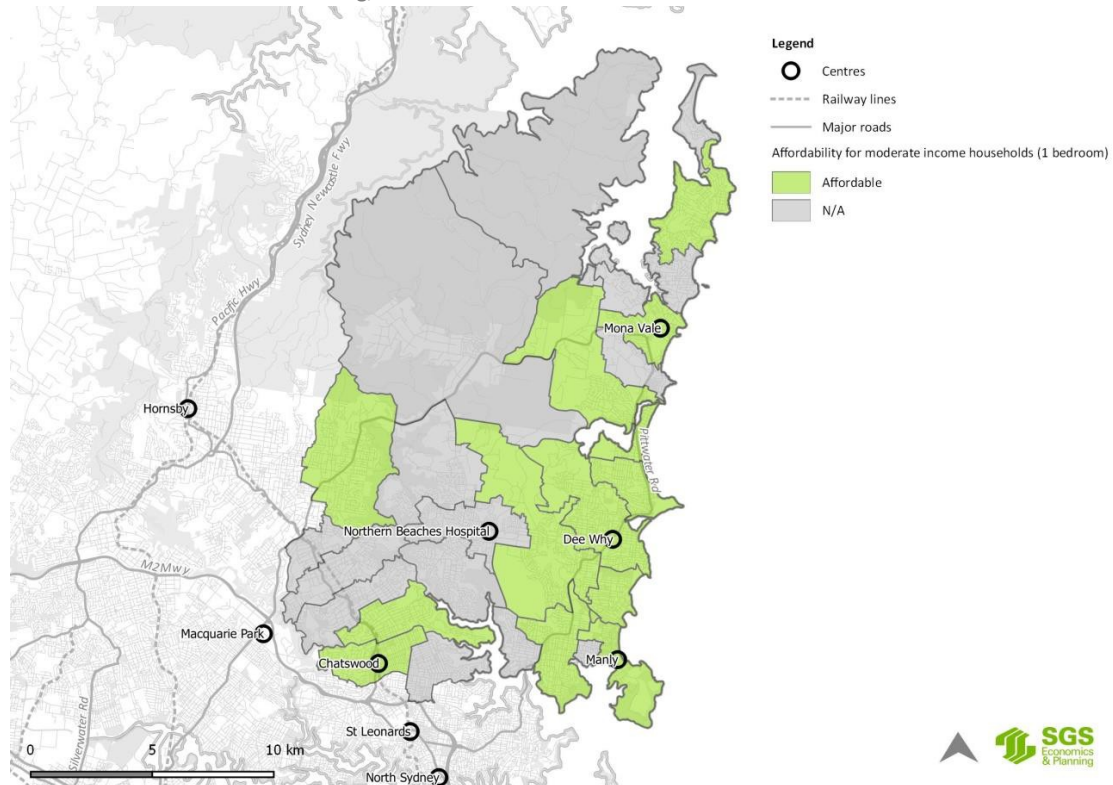 Legend
Centres
Railway lines
Major roads
Affordability for moderate income households (1 bedroom)
Affordable
N/A
Sydney Newcastle Fwy
Pacific Hwy
Mona Vale
Hornsby
Pittwater Rd
Northern Beaches Hospital
Dee Why
M2Mwy
Macquarie Park
Chatswood
Manly
St Leonards
Silverwater Rd
North Sydney
0 5 10 km
SGS
Economics
& Planning